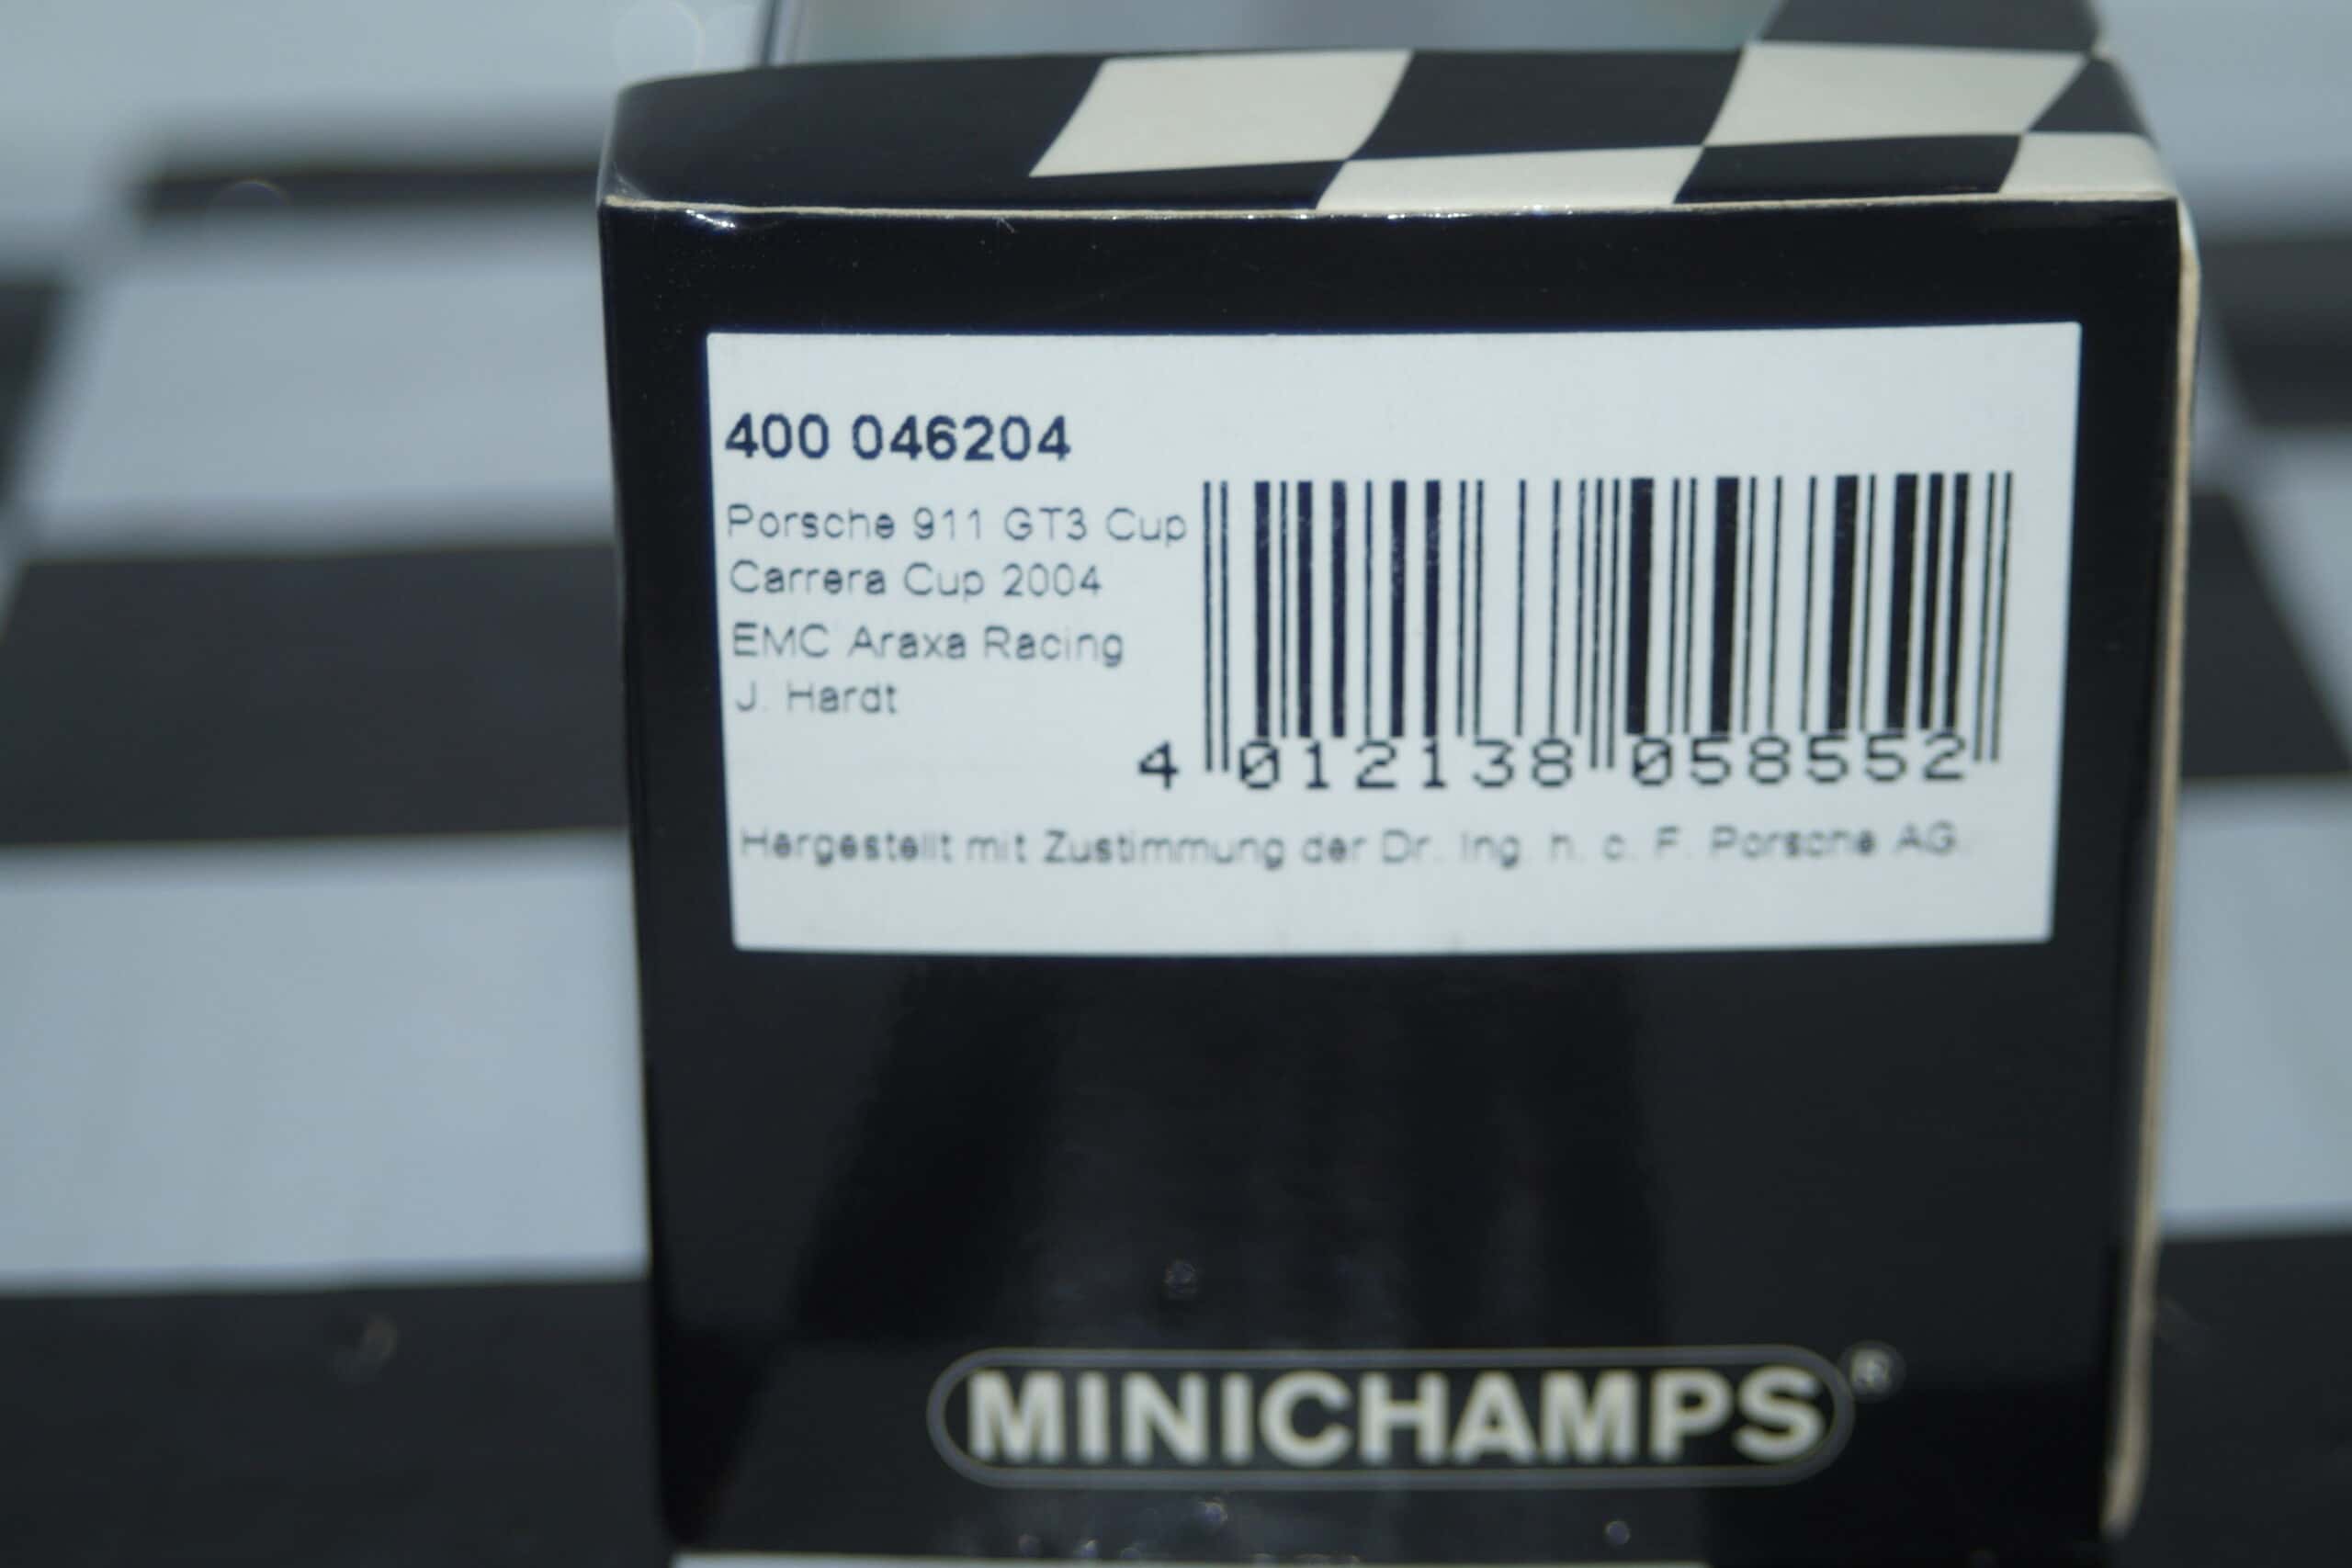 400 046204
Porsche 911 GT3 Cup
Carrera Cup 2004
EMC Araxa Racing
J. Hardt
4 012138 058552
Hergestellt mit Zustimmung der Dr. Ing. h. c. F. Porsche AG.
MINICHAMPS®